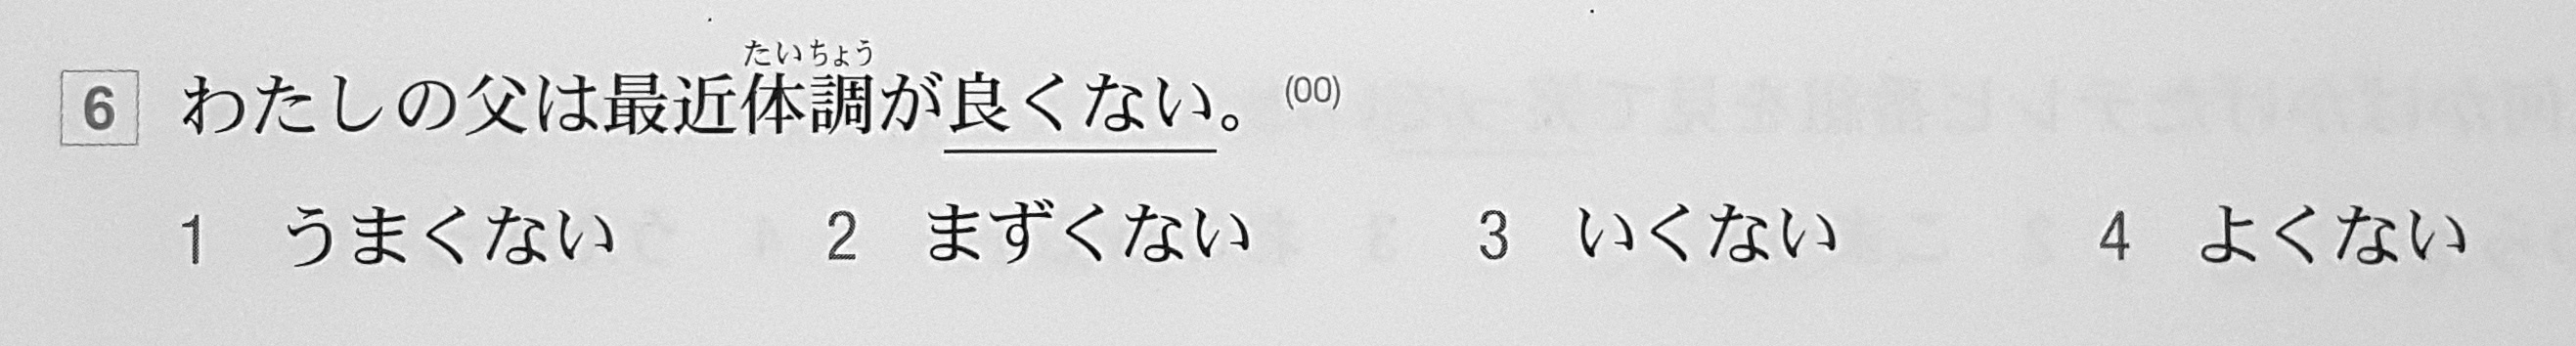 6 わたしの父は最近体調が良くない。(00)
たいちょう
1 うまくない 2 まずくない 3 いくない 4 よくない